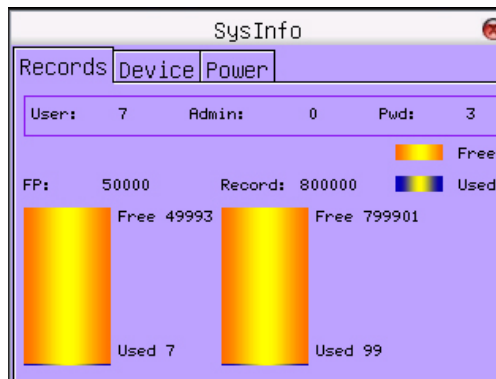 SysInfo
Records Device Power
User: 7 Admin: 0 Pwd: 3
Free
FP: 50000 Record: 800000 Used
Free 49993 Free 799901
Used 7 Used 99